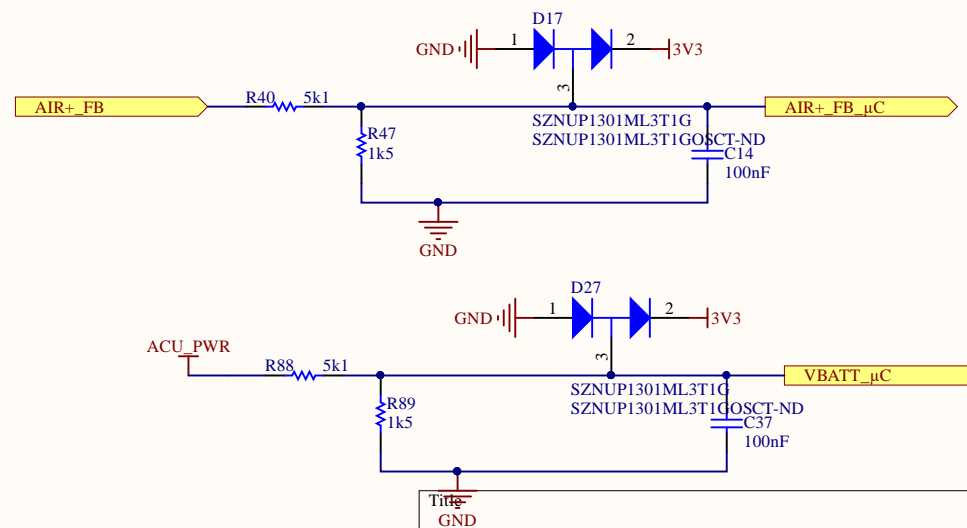 D17
GND
1
2
3V3
3
AIR+_FB
R40
5k1
AIR+_FB_µC
SZNUP1301ML3T1G
SZNUP1301ML3T1GOSCT-ND
R47
1k5
C14
100nF
GND
D27
GND
1
2
3V3
3
ACU_PWR
R88
5k1
VBATT_µC
SZNUP1301ML3T1G
SZNUP1301ML3T1GOSCT-ND
R89
1k5
C37
100nF
Title
GND